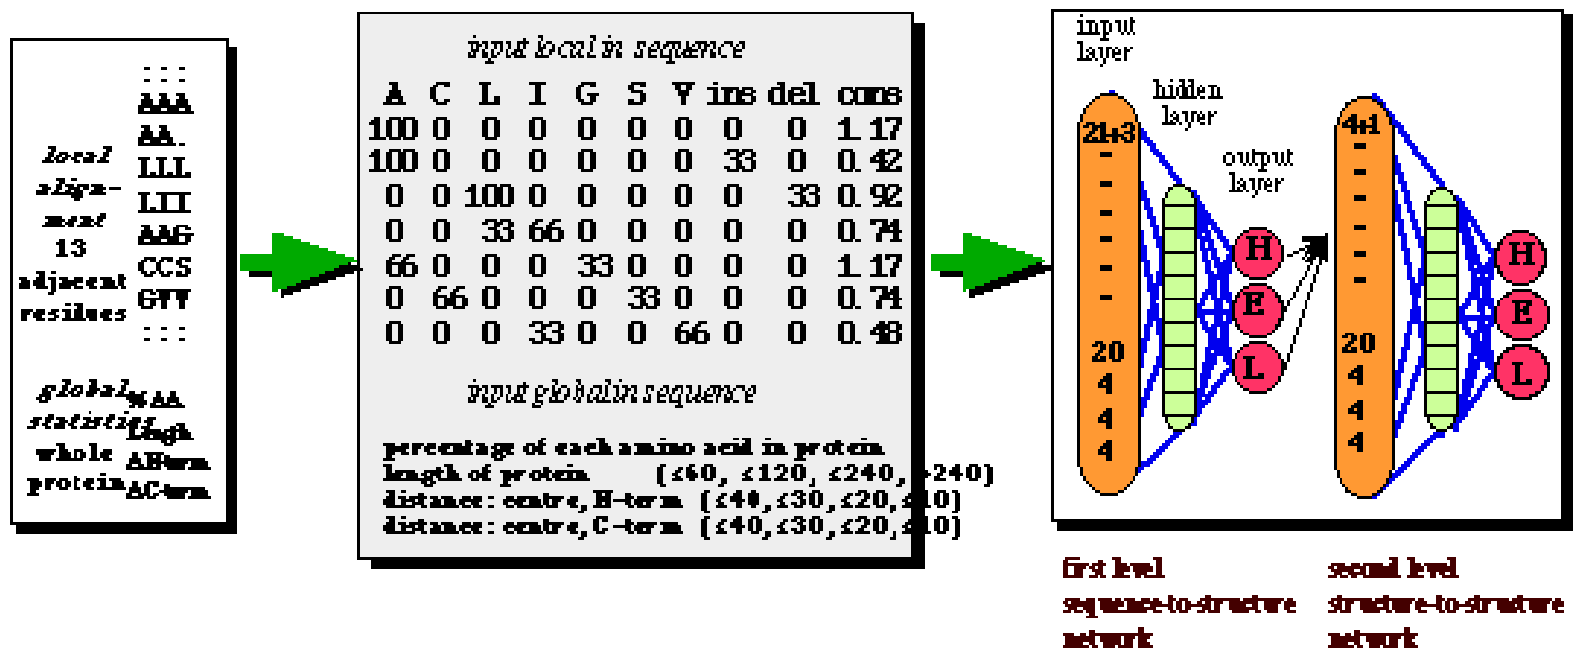 : : :
AAA
AA.
LLL
LII
AAG
CCS
GVV
: : :
local
align-
ment
13
adjacent
residues
global
statistics
whole
protein
%AA
Lengh
ΔN-term
ΔC-term
input local in sequence
A C L I G S V ins del cons
100 0 0 0 0 0 0 0 0 1.17
100 0 0 0 0 0 0 33 0 0.42
0 0 100 0 0 0 0 0 33 0.92
0 0 33 66 0 0 0 0 0 0.74
66 0 0 0 33 0 0 0 0 1.17
0 66 0 0 0 33 0 0 0 0.74
0 0 0 33 0 0 66 0 0 0.48
input global in sequence
percentage of each amino acid in protein
length of protein (≤60, ≤120, ≤240, >240)
distance: centre, N-term (≤40,≤30,≤20,≤10)
distance: centre, C-term (≤40,≤30,≤20,≤10)
input
layer
hidden
layer
output
layer
21+3
20
4
4
4
H
E
L
4+1
20
4
4
4
H
E
L
first level
sequence-to-structure
network
second level
structure-to-structure
network